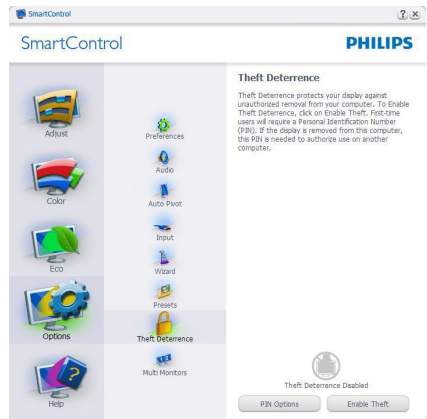 SmartControl
? x
SmartControl
PHILIPS
Adjust
Color
Eco
Options
Help
Preferences
Audio
Auto Pivot
Input
Wizard
Presets
Theft Deterrence
Multi Monitors
Theft Deterrence
Theft Deterrence protects your display against
unauthorized removal from your computer. To Enable
Theft Deterrence, click on Enable Theft. First-time
users will require a Personal Identification Number
(PIN). If the display is removed from this computer,
this PIN is needed to authorize use on another
computer.
Theft Deterrence Disabled
PIN Options
Enable Theft